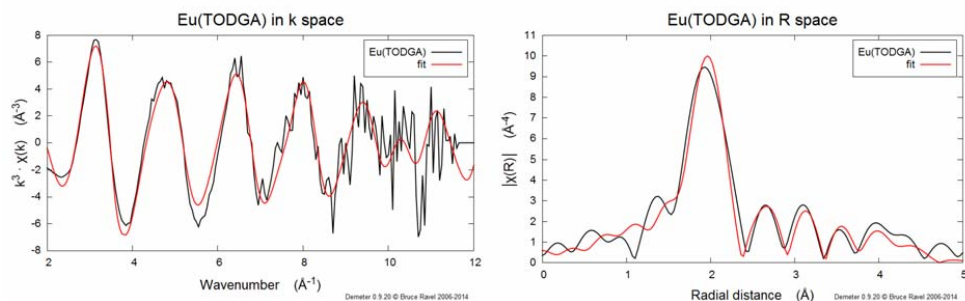 Eu(TODGA) in k space
Eu(TODGA)
fit
k³ · χ(k) (Å⁻³)
8
6
4
2
0
-2
-4
-6
-8
2
4
6
8
10
12
Wavenumber (Å⁻¹)
Demeter 0.9.20 © Bruce Ravel 2006-2014
Eu(TODGA) in R space
Eu(TODGA)
fit
|χ(R)| (Å⁻⁴)
11
10
9
8
7
6
5
4
3
2
1
0
0
1
2
3
4
5
Radial distance (Å)
Demeter 0.9.20 © Bruce Ravel 2006-2014